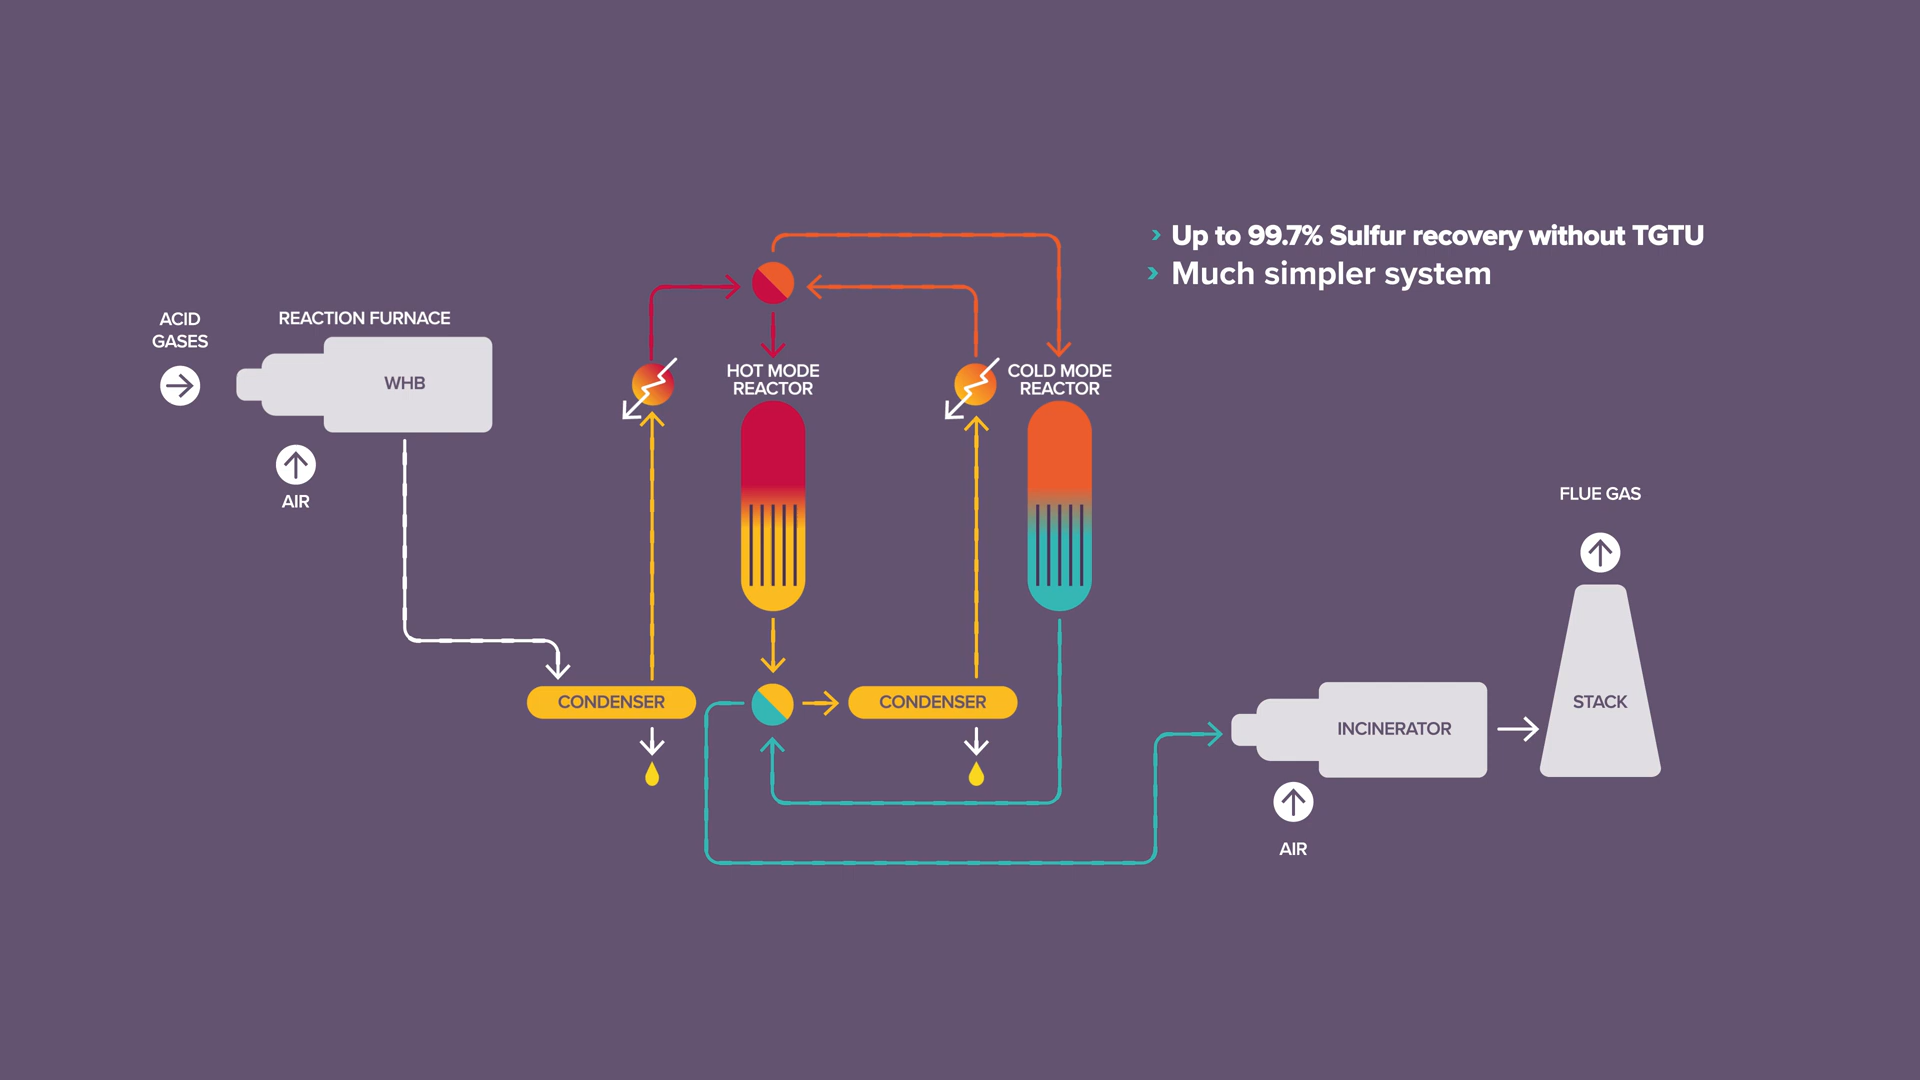 › Up to 99.7% Sulfur recovery without TGTU
› Much simpler system
ACID
GASES
REACTION FURNACE
WHB
AIR
HOT MODE
REACTOR
COLD MODE
REACTOR
CONDENSER
CONDENSER
INCINERATOR
AIR
FLUE GAS
STACK